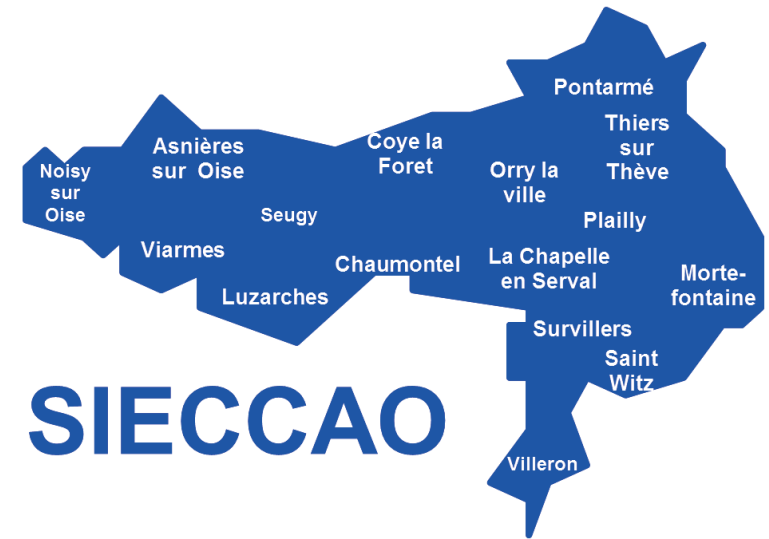 Pontarmé
Thiers
sur
Thève
Asnières
sur Oise
Coye la
Foret
Noisy
sur
Oise
Orry la
ville
Seugy
Plailly
Viarmes
Chaumontel
La Chapelle
en Serval
Morte-
fontaine
Luzarches
Survillers
Saint
Witz
SIECCAO
Villeron